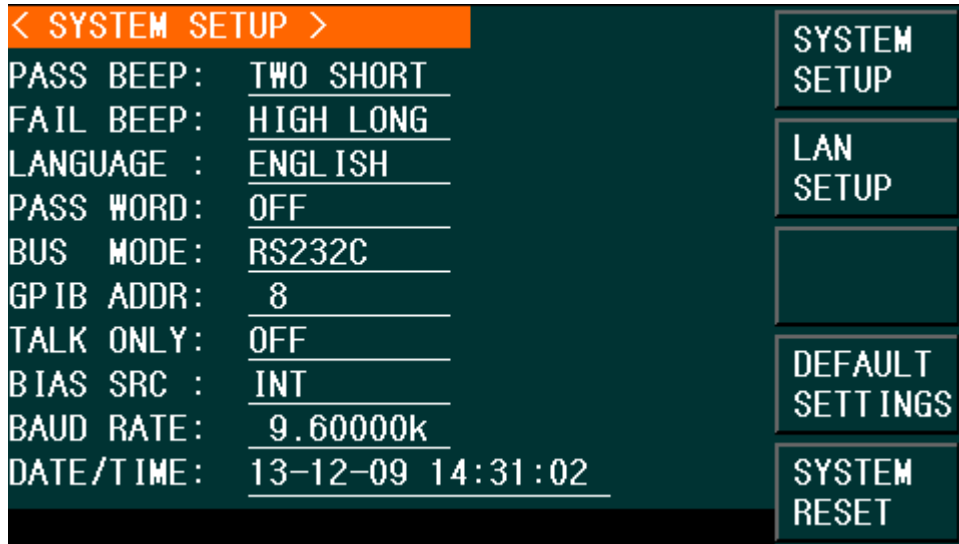 < SYSTEM SETUP >
PASS BEEP: TWO SHORT
FAIL BEEP: HIGH LONG
LANGUAGE : ENGLISH
PASS WORD: OFF
BUS MODE: RS232C
GPIB ADDR: 8
TALK ONLY: OFF
BIAS SRC : INT
BAUD RATE: 9.60000k
DATE/TIME: 13-12-09 14:31:02
SYSTEM
SETUP
LAN
SETUP
DEFAULT
SETTINGS
SYSTEM
RESET